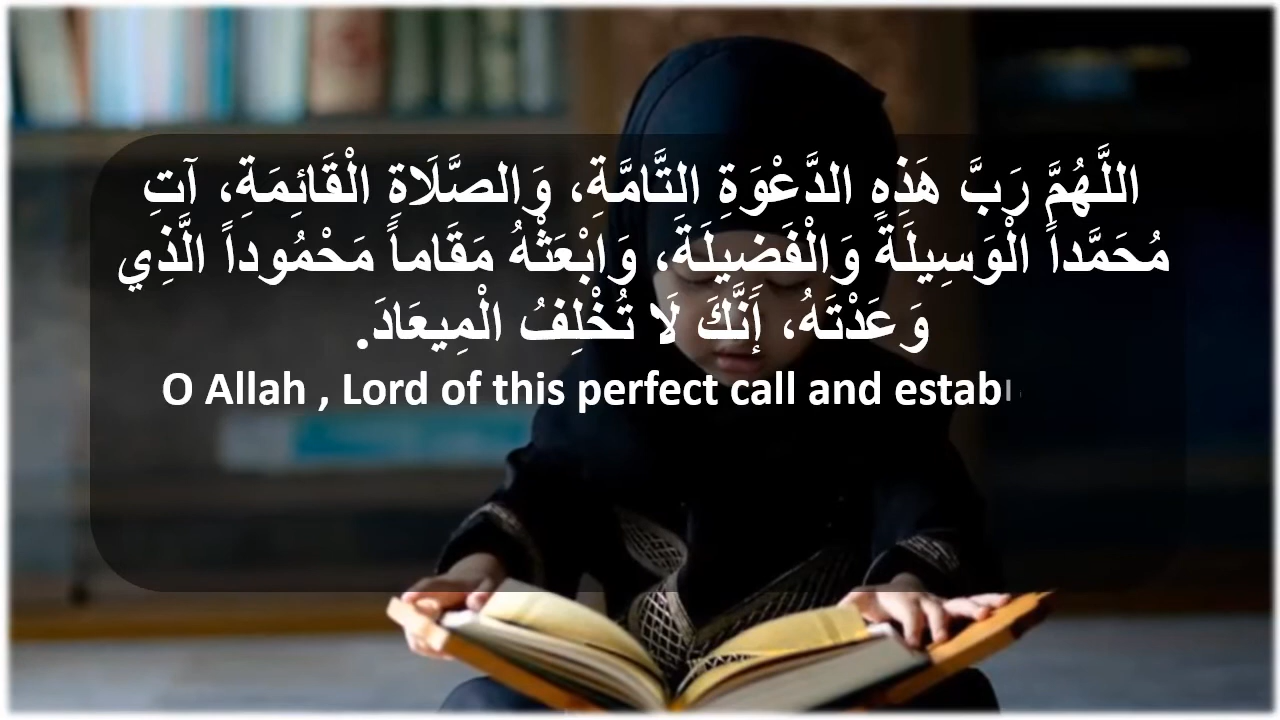 اللَّهُمَّ رَبَّ هَذِهِ الدَّعْوَةِ التَّامَّةِ، وَالصَّلَاةِ الْقَائِمَةِ، آتِ
مُحَمَّداً الْوَسِيلَةَ وَالْفَضِيلَةَ، وَابْعَثْهُ مَقَاماً مَحْمُوداً الَّذِي
وَعَدْتَهُ، إَنَّكَ لَا تُخْلِفُ الْمِيعَادَ.
O Allah , Lord of this perfect call and estab